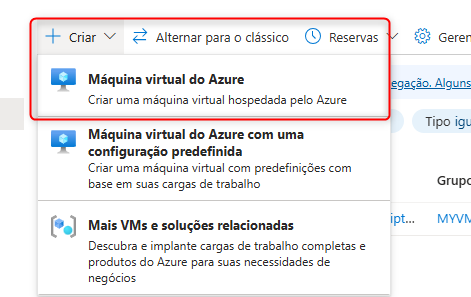 Criar
Alternar para o clássico
Reservas
Geren
Máquina virtual do Azure
Criar uma máquina virtual hospedada pelo Azure
egação. Alguns
Máquina virtual do Azure com uma
configuração predefinida
Criar uma máquina virtual com predefinições com
base em suas cargas de trabalho
Tipo igu
Grupo
Mais VMs e soluções relacionadas
ipt...
MYVM
Descubra e implante cargas de trabalho completas e
produtos do Azure para suas necessidades de
negócios